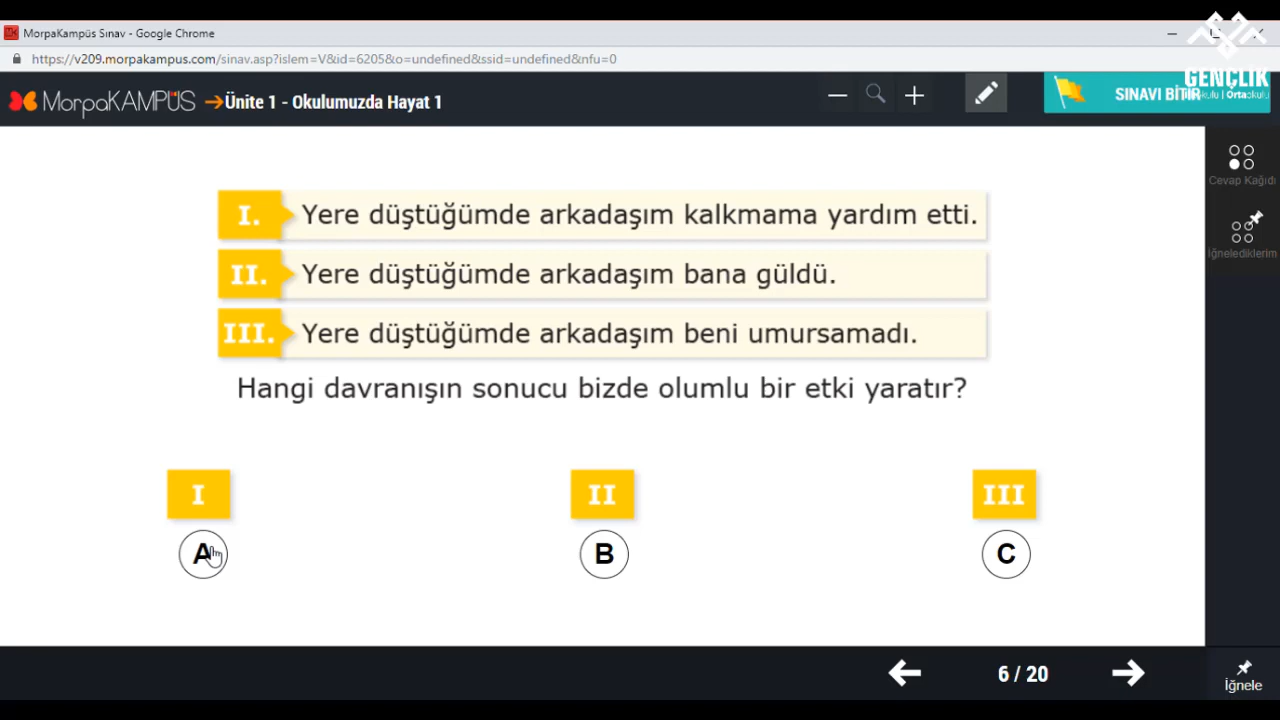 MorpaKampüs Sınav - Google Chrome
https://v209.morpakampus.com/sinav.asp?islem=V&id=6205&o=undefined&ssid=undefined&nfu=0
GENÇLİK
MorpaKAMPÜS
Ünite 1 - Okulumuzda Hayat 1
SINAVI BİTİR
Ortaokulu
Cevap Kağıdı
İğnelediklerim
I. Yere düştüğümde arkadaşım kalkmama yardım etti.
II. Yere düştüğümde arkadaşım bana güldü.
III. Yere düştüğümde arkadaşım beni umursamadı.
Hangi davranışın sonucu bizde olumlu bir etki yaratır?
I II III
A B C
6 / 20
İğnele